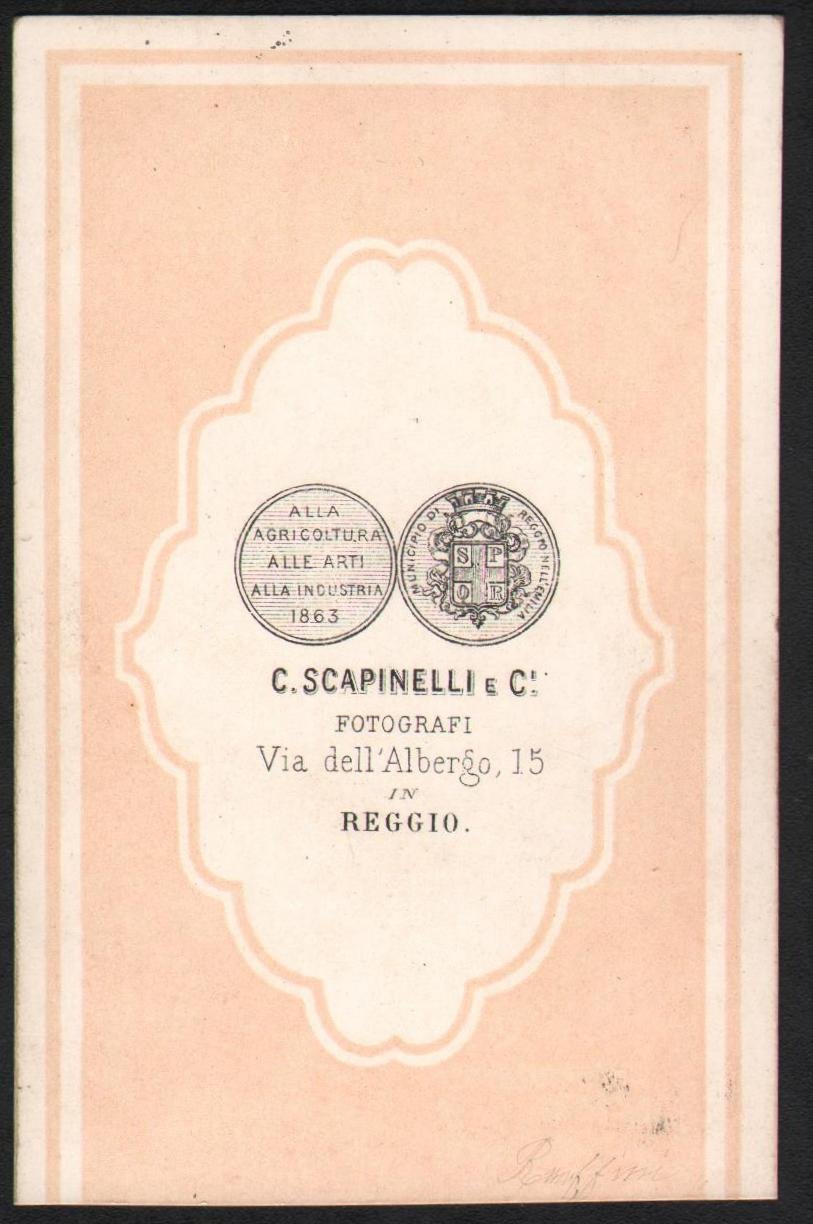 ALLA
AGRICOLTURA
ALLE ARTI
ALLA INDUSTRIA
1863
MUNICIPIO DI REGGIO NELL'EMILIA
S P
Q R
C. SCAPINELLI E C!
FOTOGRAFI
Via dell'Albergo, 15
IN
REGGIO.
Ruffini